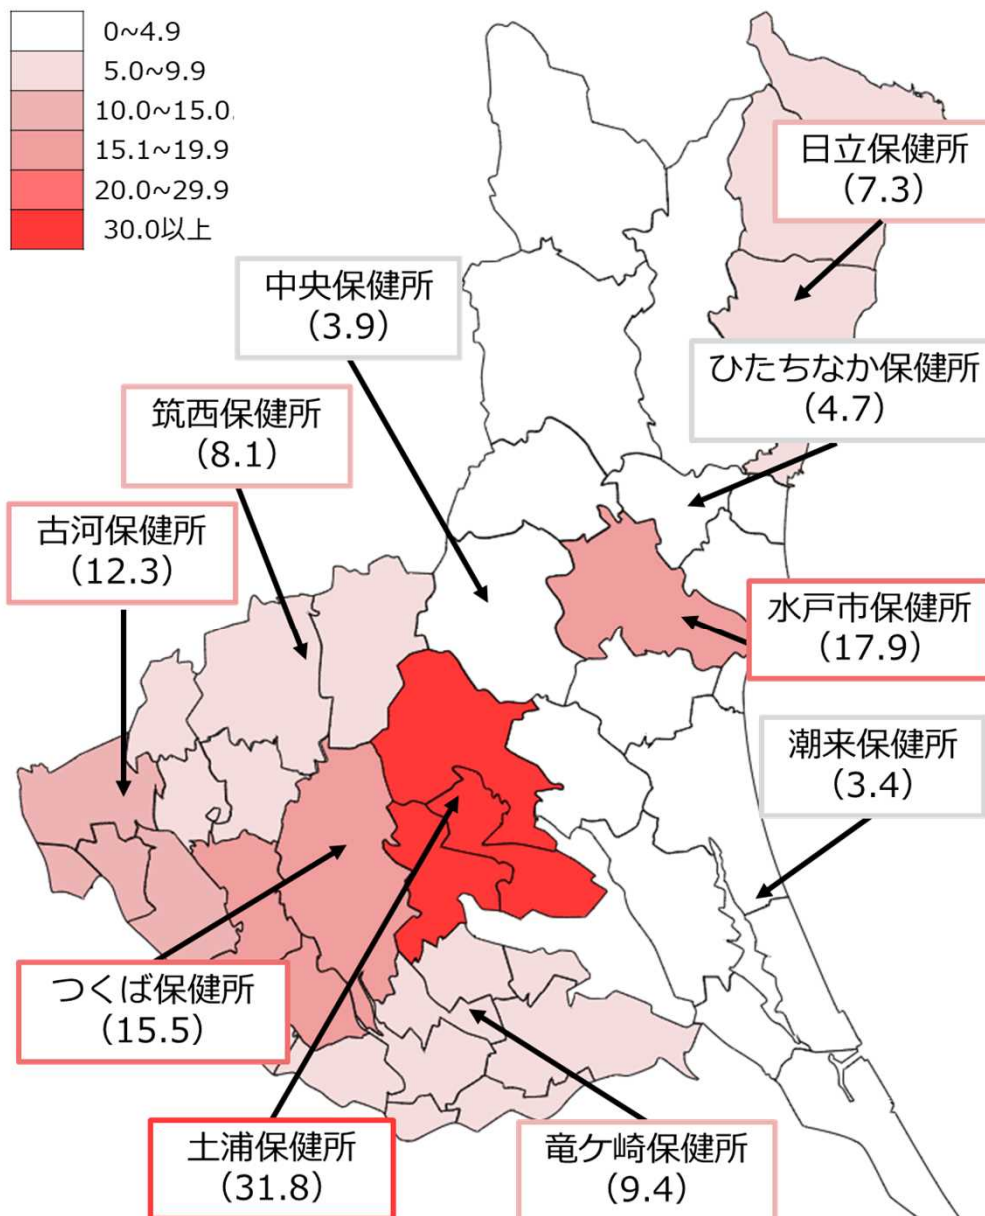 0~4.9
5.0~9.9
10.0~15.0
15.1~19.9
20.0~29.9
30.0以上
日立保健所
(7.3)
中央保健所
(3.9)
ひたちなか保健所
(4.7)
筑西保健所
(8.1)
古河保健所
(12.3)
水戸市保健所
(17.9)
潮来保健所
(3.4)
つくば保健所
(15.5)
土浦保健所
(31.8)
竜ケ崎保健所
(9.4)